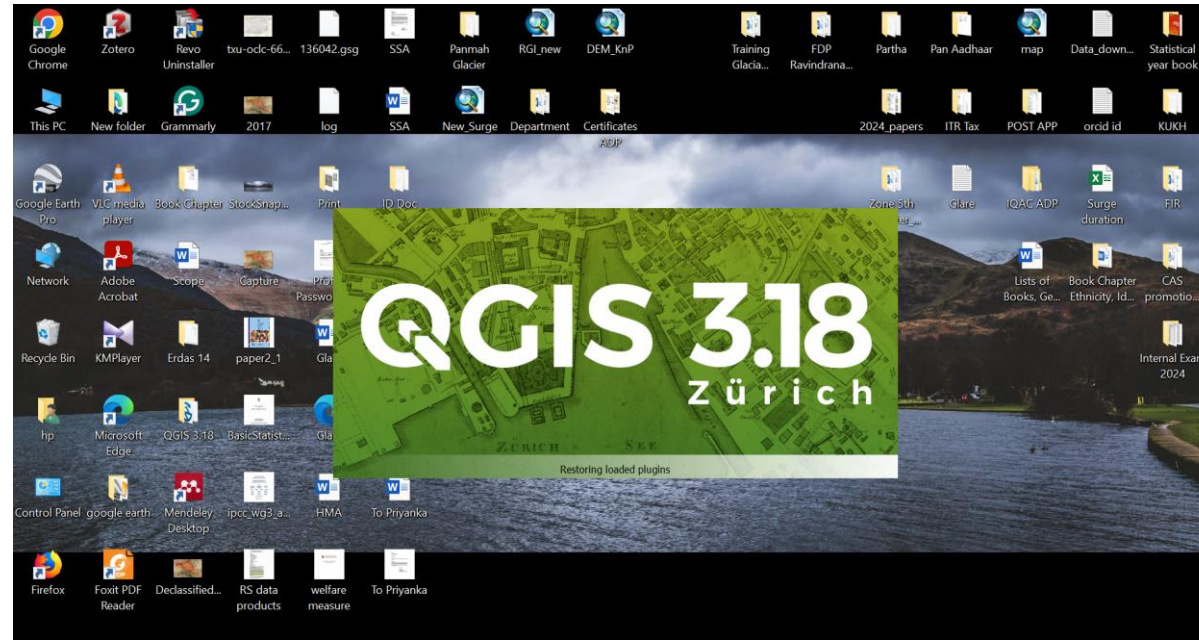 Google Chrome
Zotero
Revo Uninstaller
txu-oclc-66...
136042.gsg
SSA
Panmah Glacier
RGI_new
DEM_KnP
Training Glacia...
FDP Ravindrana...
Partha
Pan Aadhaar
map
Data_down...
Statistical year book
This PC
New folder
Grammarly
2017
log
SSA
New_Surge
Department
Certificates ADP
2024_papers
ITR Tax
POST APP
orcid id
KUKH
Google Earth Pro
VLC media player
Book Chapter
StockSnap...
Print
ID Doc
Zone 5th
Glare
IQAC ADP
Surge duration
FIR
Network
Adobe Acrobat
Scope
Capture
Lists of Books, Ge...
Book Chapter Ethnicity, Id...
CAS promotio...
Recycle Bin
KMPlayer
Erdas 14
paper2_1
Internal Exar 2024
hp
Microsoft Edge
QGIS 3.18
BasicStatist...
QGIS 3.18
Zürich
ZÜRICH SEE
Restoring loaded plugins
Control Panel
google earth
Mendeley Desktop
ipcc_wg3_a...
HMA
To Priyanka
Firefox
Foxit PDF Reader
Declassified...
RS data products
welfare measure
To Priyanka